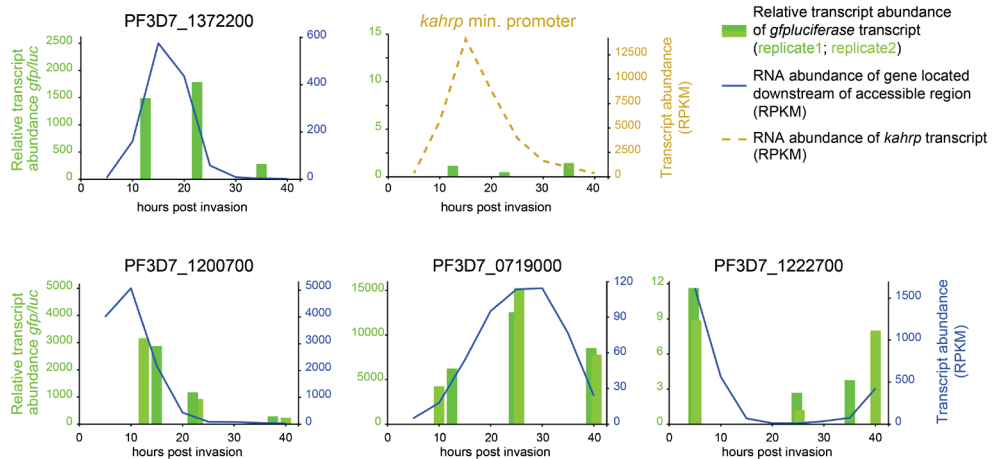 PF3D7_1372200
Relative transcript
abundance gfp/luc
2500
2000
1500
1000
500
0
600
400
200
0
0 10 20 30 40
hours post invasion
kahrp min. promoter
15
10
5
0
12500
10000
7500
5000
2500
0
Transcript abundance
(RPKM)
0 10 20 30 40
hours post invasion
Relative transcript abundance
of gfpluciferase transcript
(replicate1; replicate2)
RNA abundance of gene located
downstream of accessible region
(RPKM)
RNA abundance of kahrp transcript
(RPKM)
PF3D7_1200700
Relative transcript
abundance gfp/luc
5000
4000
3000
2000
1000
0
5000
4000
3000
2000
1000
0
0 10 20 30 40
hours post invasion
PF3D7_0719000
15000
10000
5000
0
120
90
60
30
0
0 10 20 30 40
hours post invasion
PF3D7_1222700
12
9
6
3
0
1500
1000
500
0
Transcript abundance
(RPKM)
0 10 20 30 40
hours post invasion